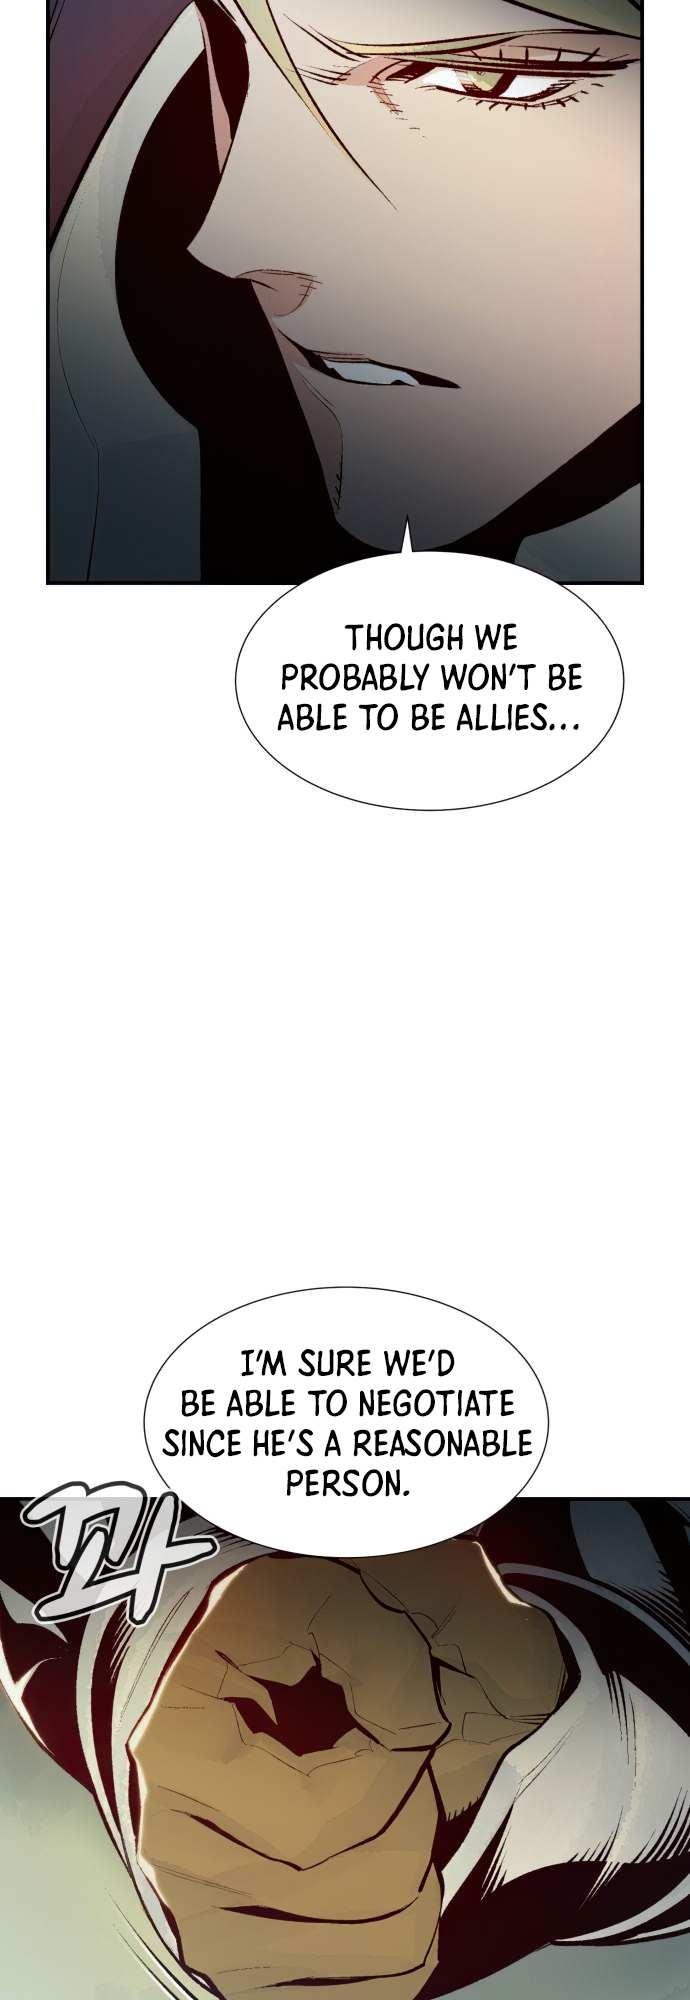 THOUGH WE
PROBABLY WON'T BE
ABLE TO BE ALLIES...
I'M SURE WE'D
BE ABLE TO NEGOTIATE
SINCE HE'S A REASONABLE
PERSON.
꽈